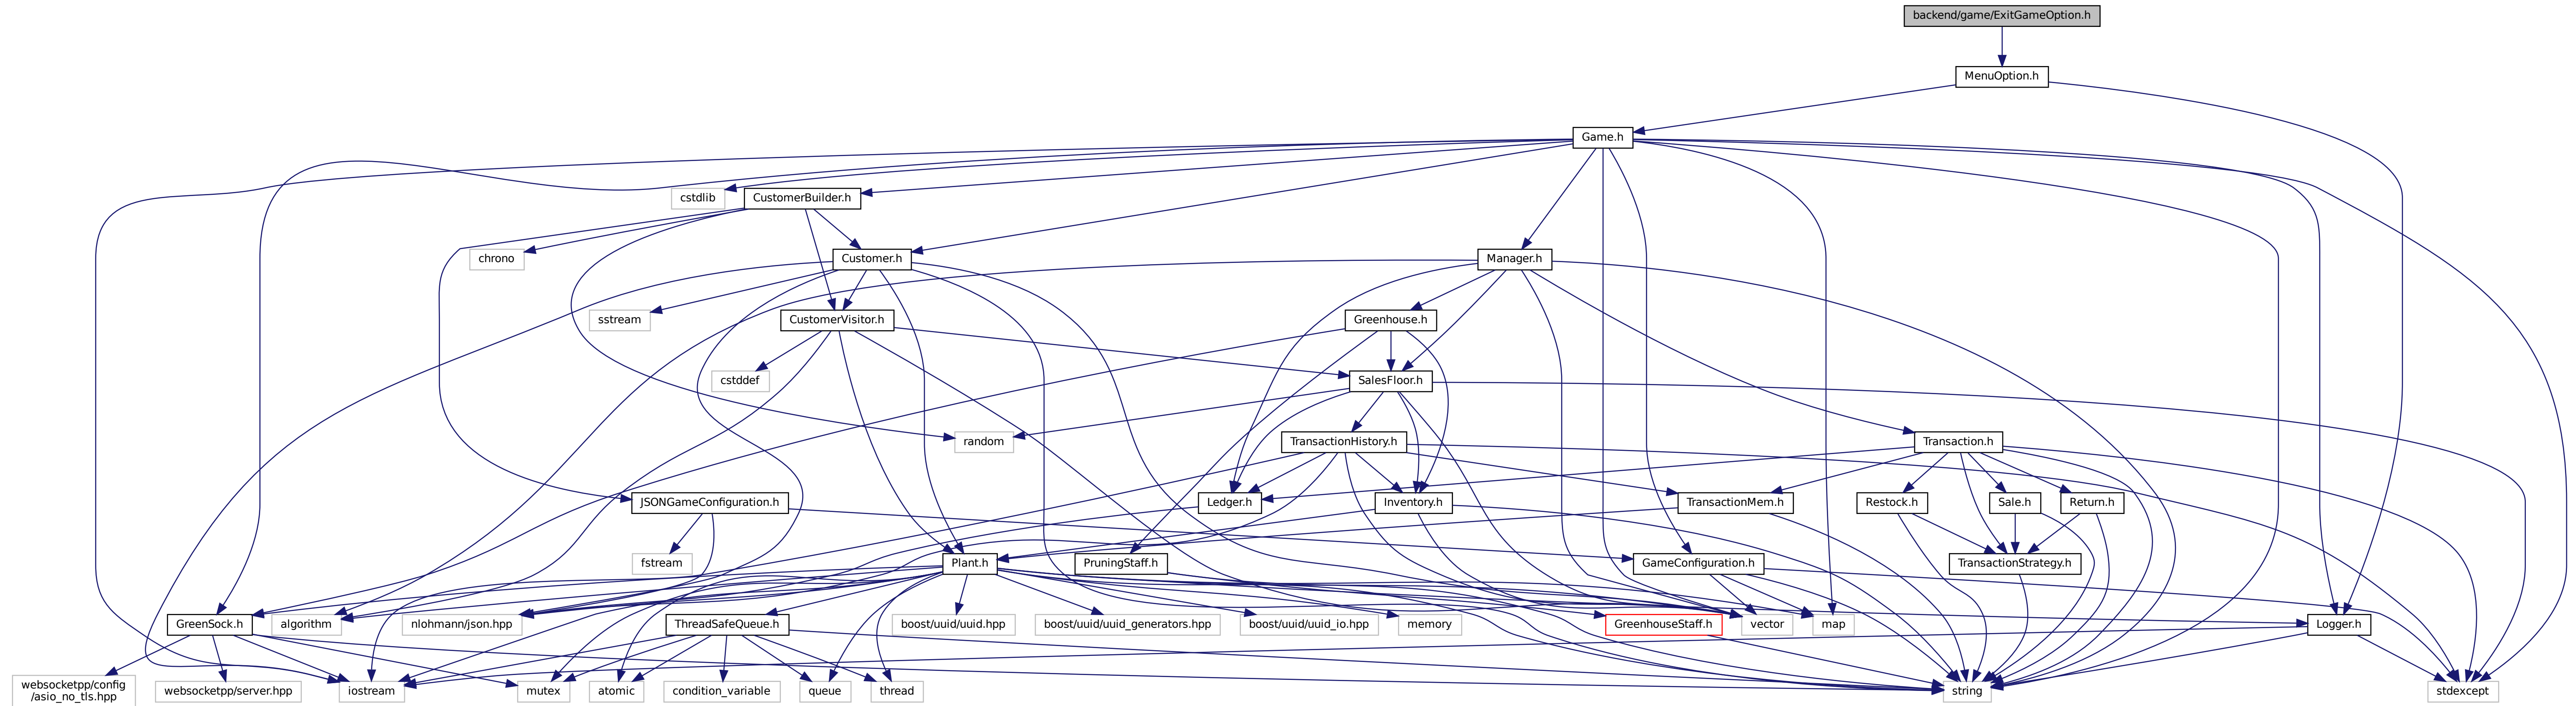 backend/game/ExitGameOption.h
MenuOption.h
Game.h
cstdlib
CustomerBuilder.h
chrono
Customer.h
Manager.h
sstream
CustomerVisitor.h
Greenhouse.h
cstddef
SalesFloor.h
random
TransactionHistory.h
Transaction.h
JSONGameConfiguration.h
Ledger.h
Inventory.h
TransactionMem.h
Restock.h
Sale.h
Return.h
fstream
Plant.h
PruningStaff.h
GameConfiguration.h
TransactionStrategy.h
GreenSock.h
algorithm
nlohmann/json.hpp
ThreadSafeQueue.h
boost/uuid/uuid.hpp
boost/uuid/uuid_generators.hpp
boost/uuid/uuid_io.hpp
memory
GreenhouseStaff.h
vector
map
Logger.h
websocketpp/config
/asio_no_tls.hpp
websocketpp/server.hpp
iostream
mutex
atomic
condition_variable
queue
thread
string
stdexcept